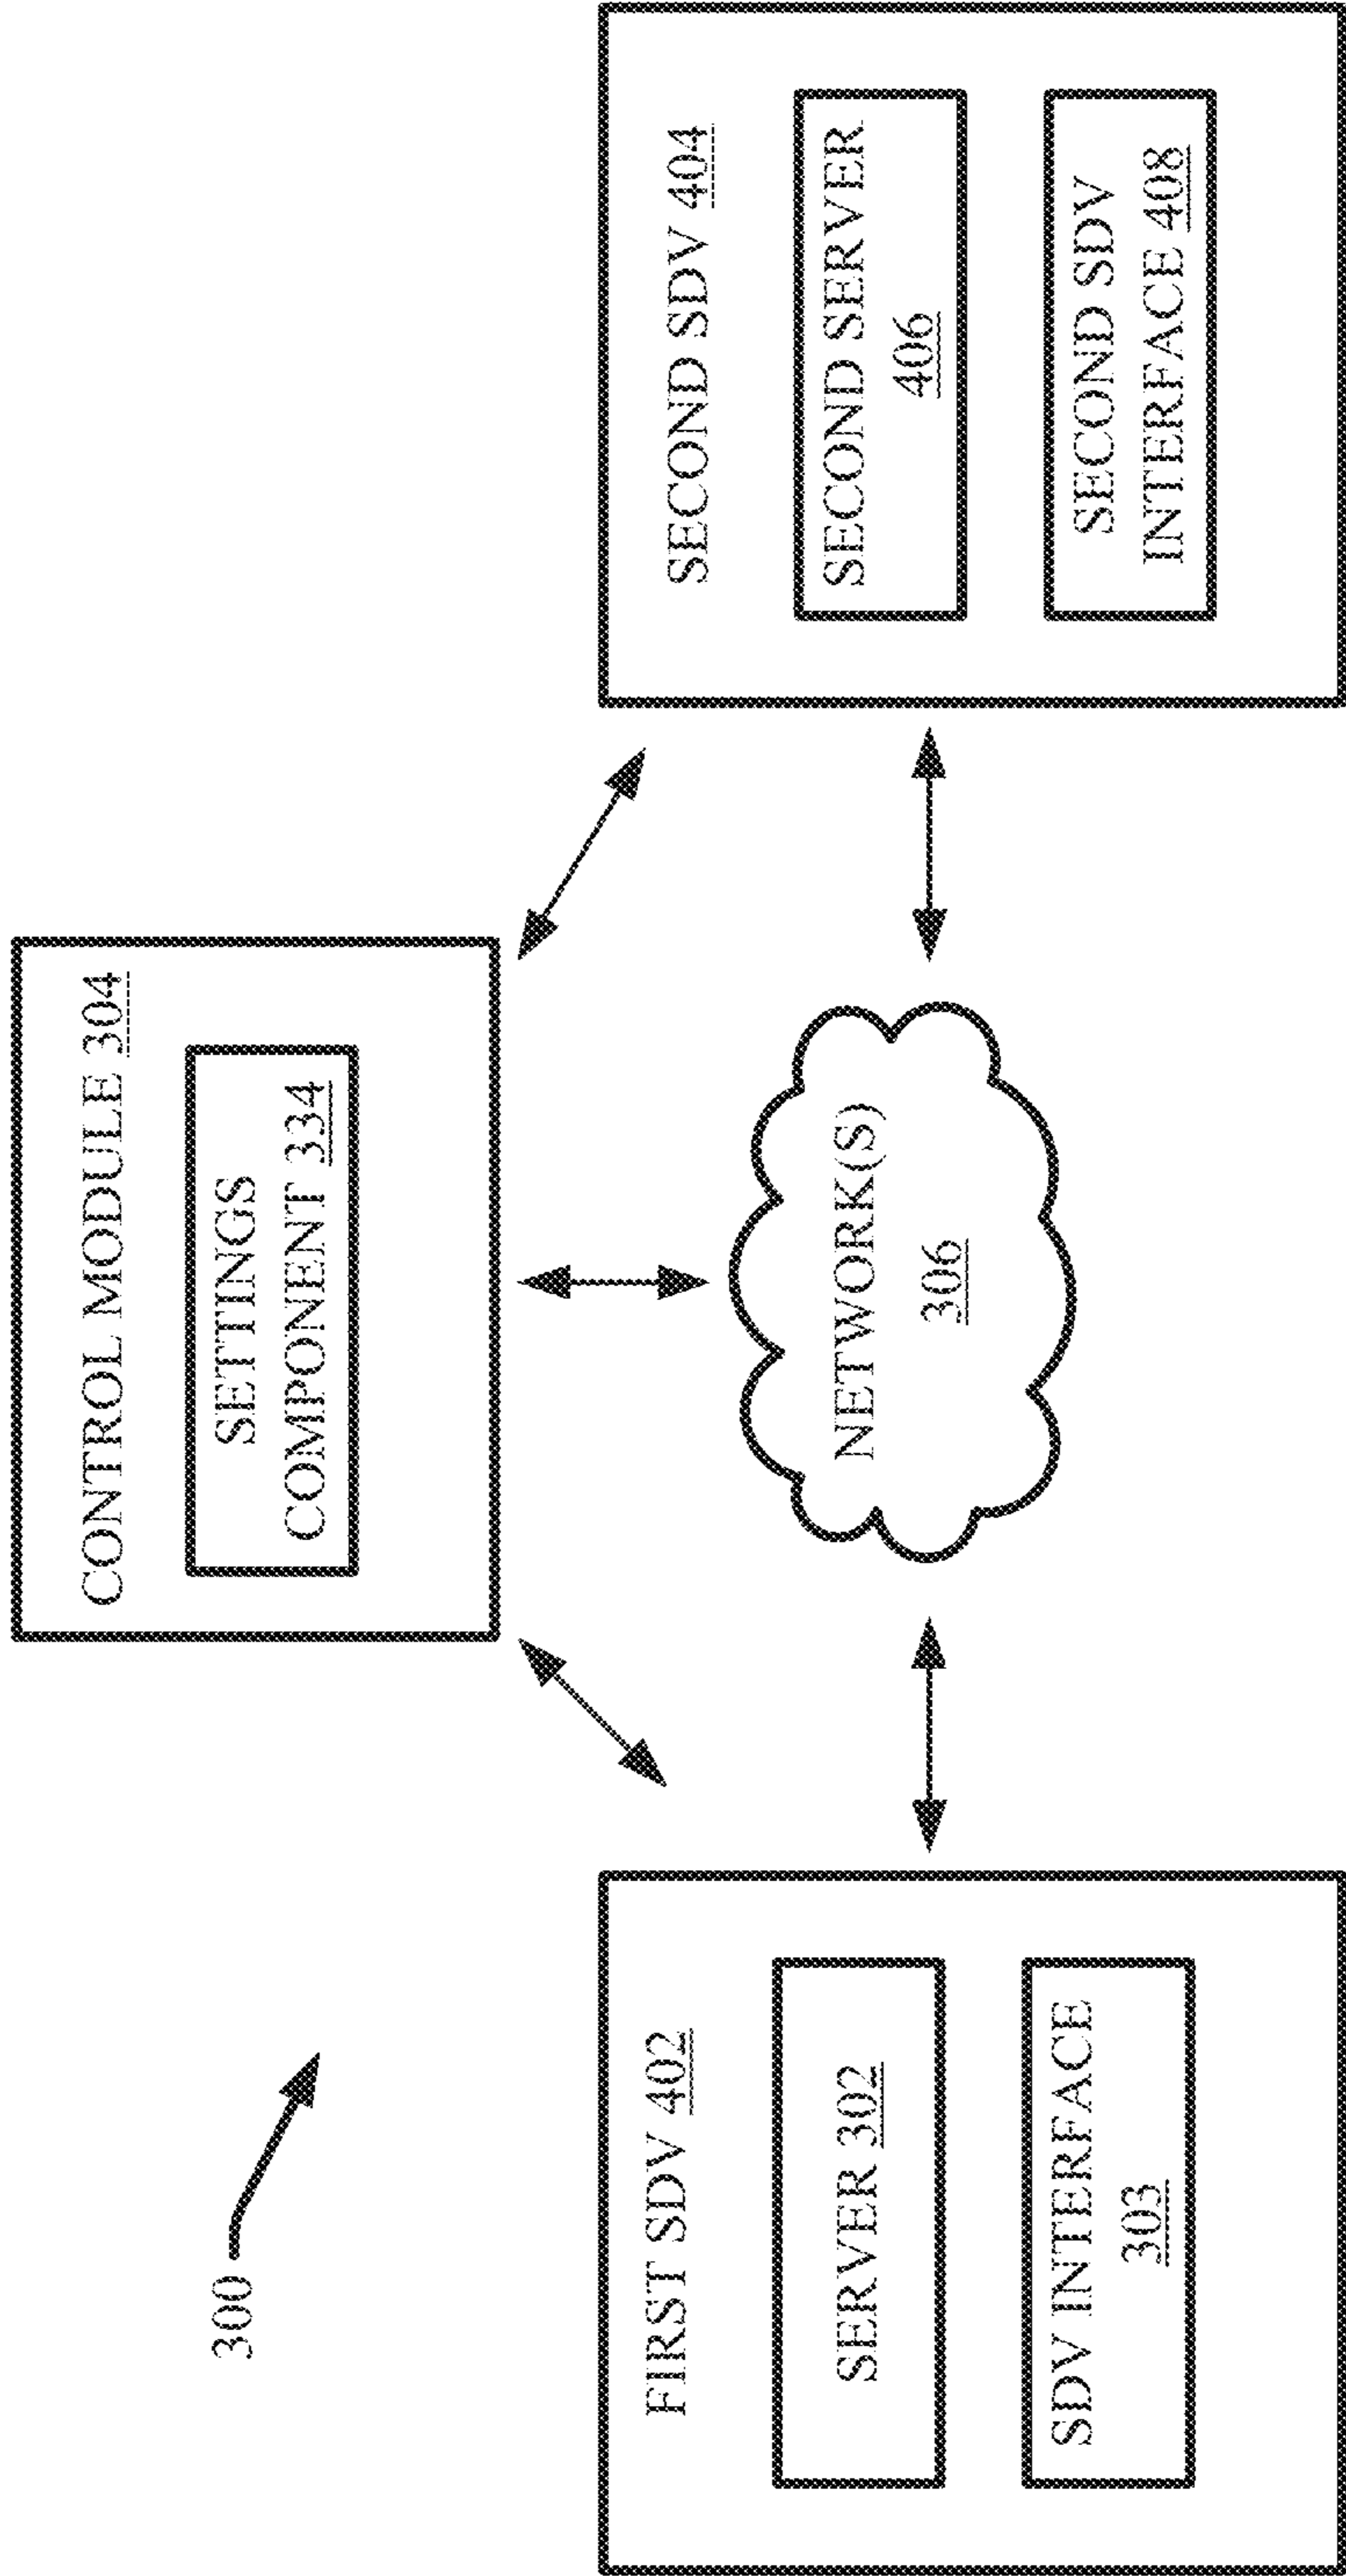 300
CONTROL MODULE 304
SETTINGS
COMPONENT 334
FIRST SDV 402
SERVER 302
SDV INTERFACE
303
NETWORK(S)
306
SECOND SDV 404
SECOND SERVER
406
SECOND SDV
INTERFACE 408